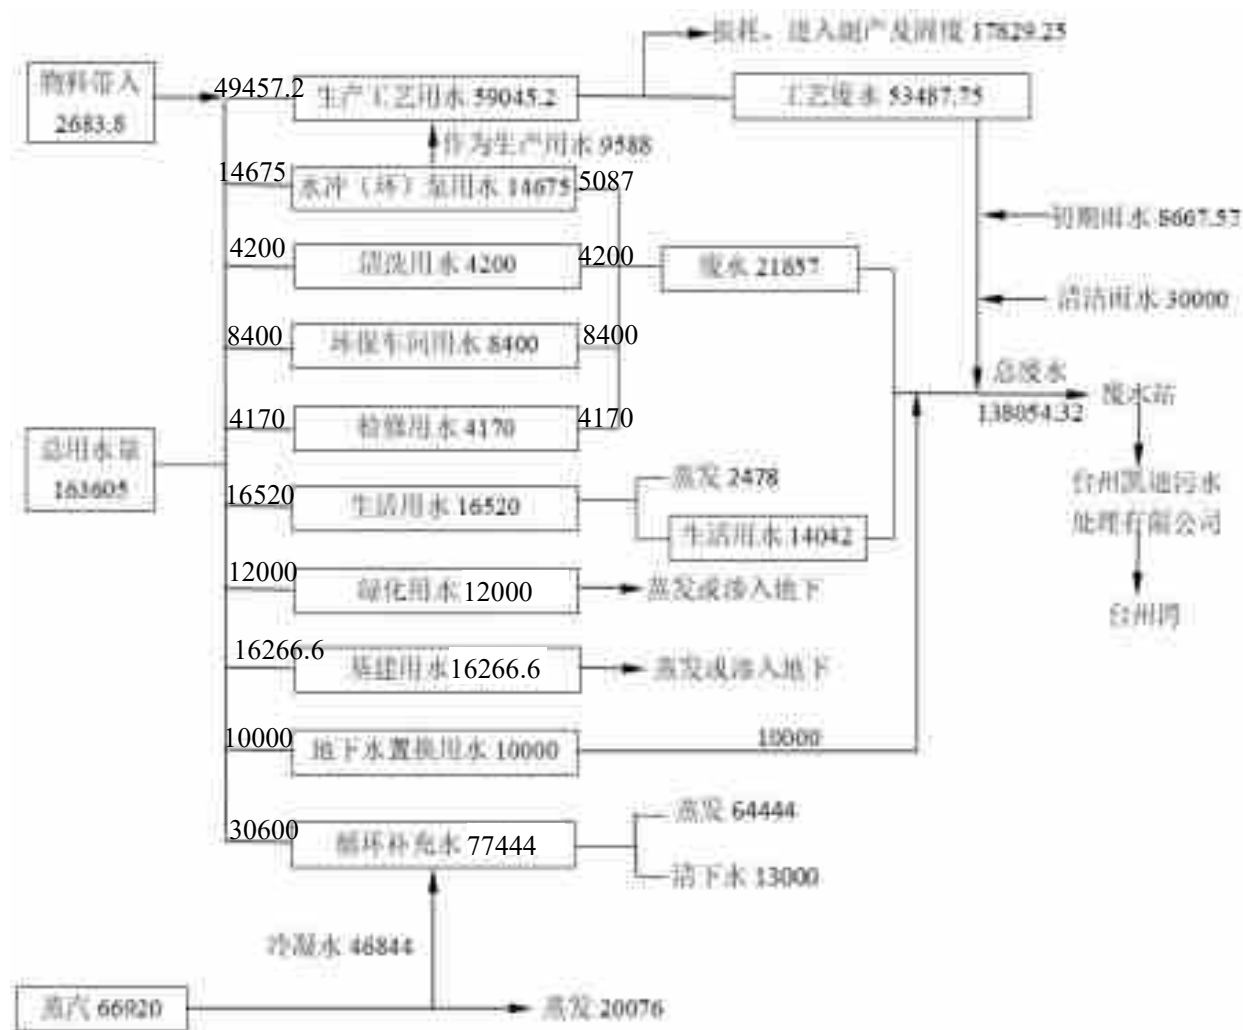 损耗、进入副产及固废 17829.25
物料带入
2683.8
49457.2
生产工艺用水 59045.2
工艺废水 53487.75
作为生产用水 9588
14675
水冲（环）泵用水 14675
5087
初期雨水 8667.57
4200
清洗用水 4200
4200
废水 21857
清洁雨水 30000
8400
环保车间用水 8400
8400
总废水
138054.32
废水站
4170
检修用水 4170
4170
总用水量
163605
蒸发 2478
16520
生活用水 16520
生活用水 14042
台州凯迪污水
处理有限公司
12000
绿化用水 12000
蒸发或渗入地下
台州湾
16266.6
基建用水 16266.6
蒸发或渗入地下
10000
地下水置换用水 10000
10000
蒸发 64444
30600
循环补充水 77444
清下水 13000
冷凝水 46844
蒸汽 66920
蒸发 20076